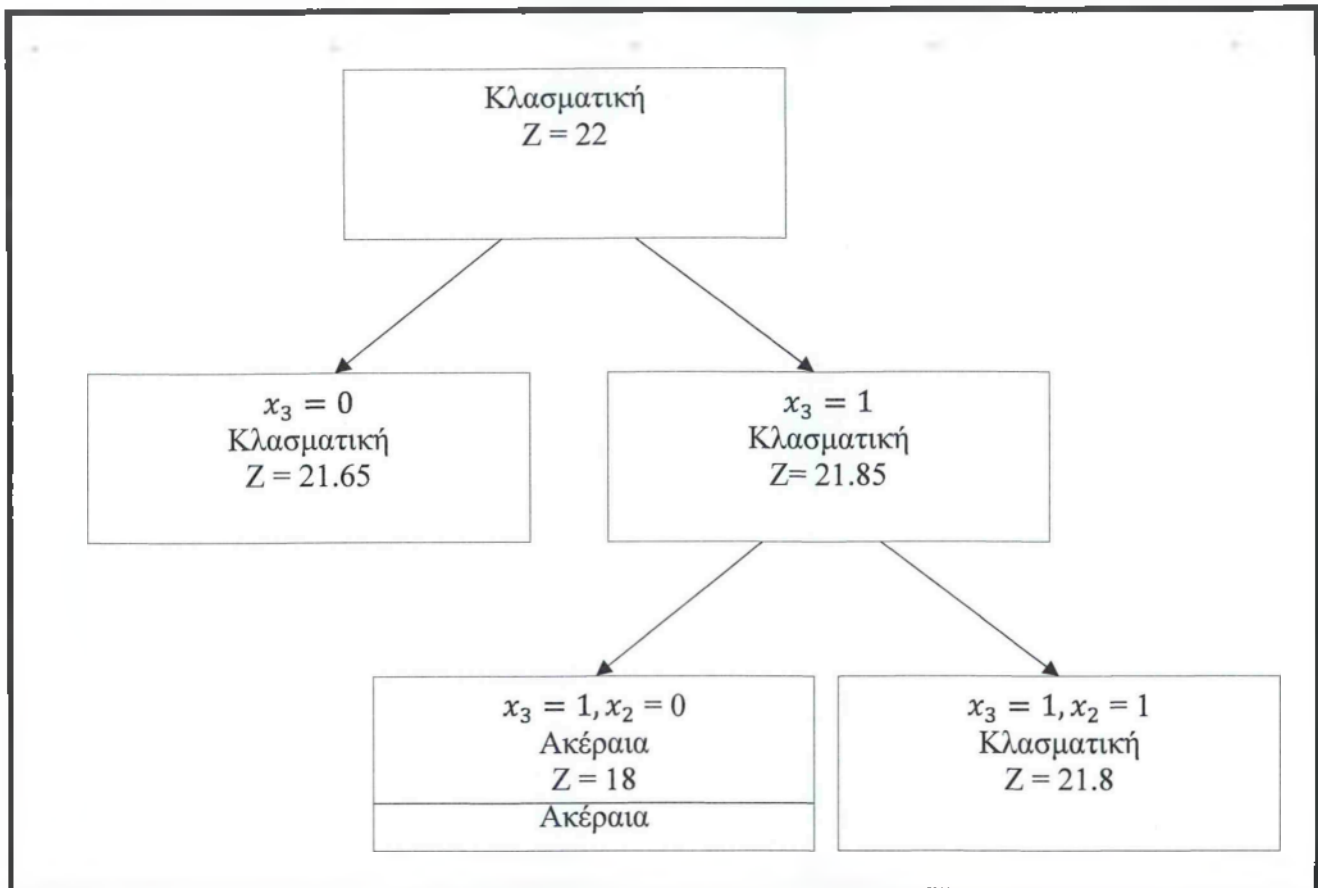 Κλασματική
Z = 22
x₃ = 0
Κλασματική
Z = 21.65
x₃ = 1
Κλασματική
Z= 21.85
x₃ = 1, x₂ = 0
Ακέραια
Z = 18
Ακέραια
x₃ = 1, x₂ = 1
Κλασματική
Z = 21.8